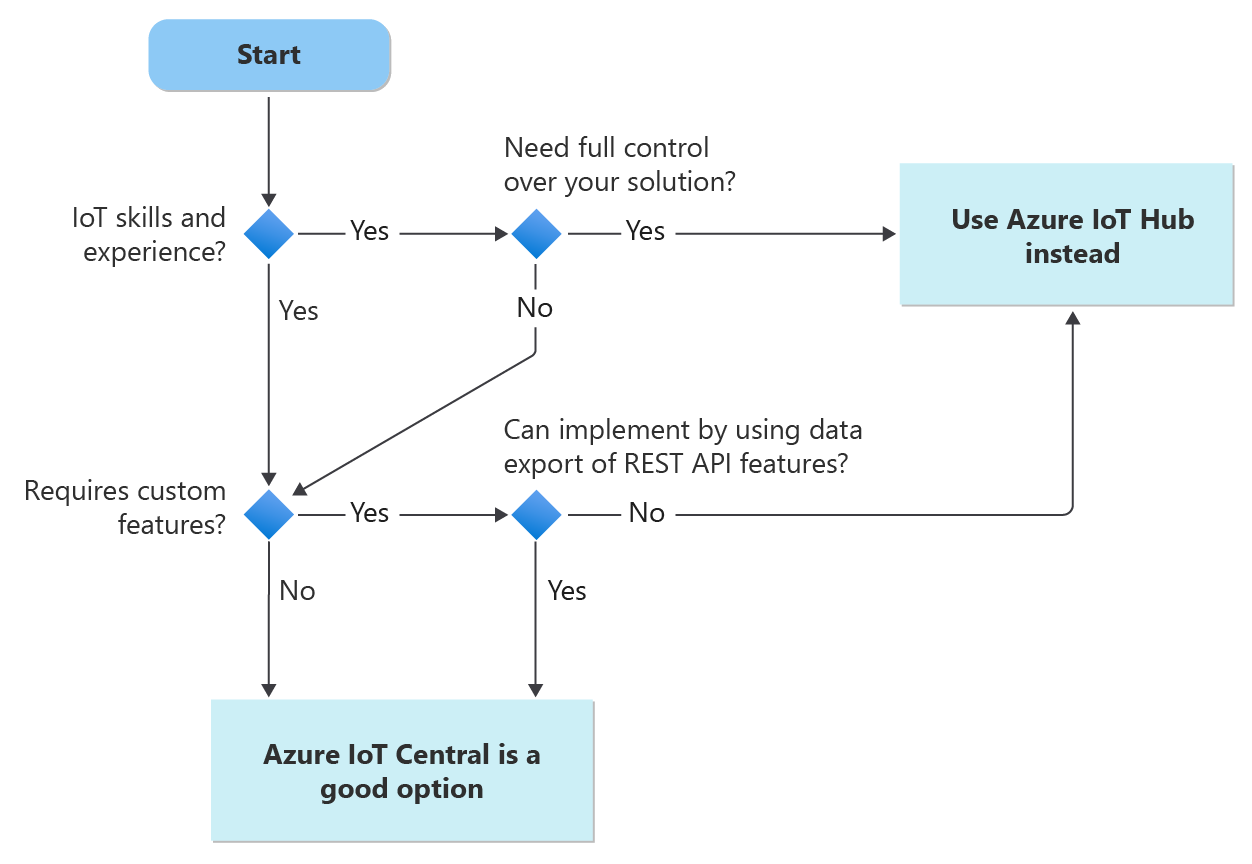 Start
Need full control
over your solution?
IoT skills and
experience?
Yes
Yes
Use Azure IoT Hub
instead
Yes
No
Can implement by using data
export of REST API features?
Requires custom
features?
Yes
No
No
Yes
Azure IoT Central is a
good option